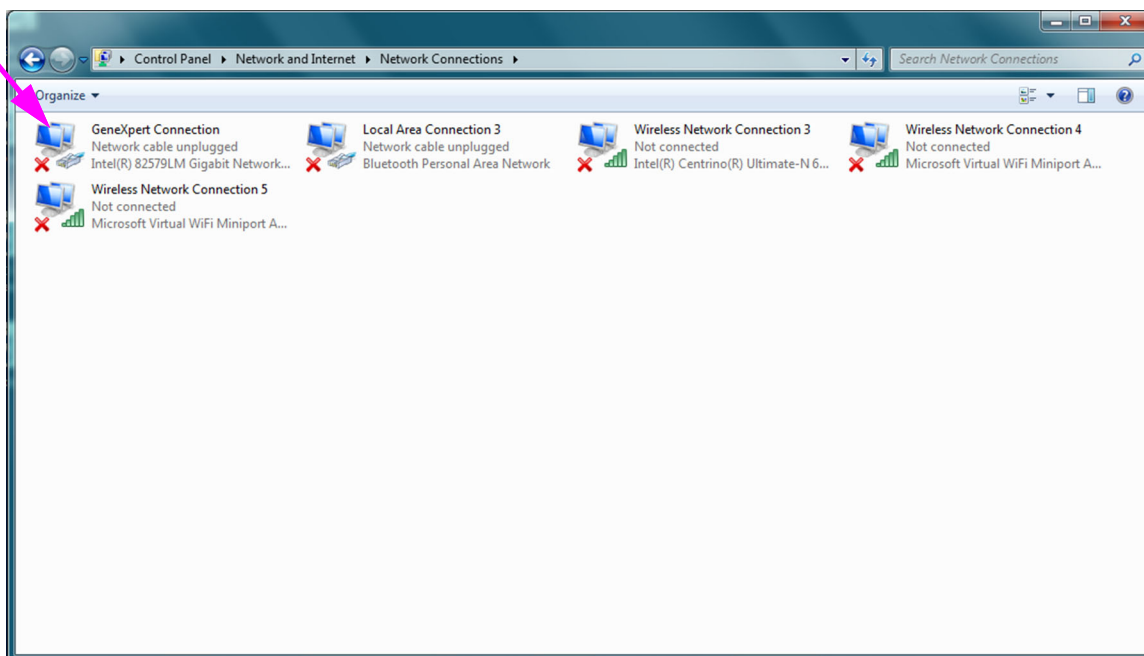 Control Panel Network and Internet Network Connections Search Network Connections
Organize
GeneXpert Connection
Network cable unplugged
Intel(R) 82579LM Gigabit Network...
Local Area Connection 3
Network cable unplugged
Bluetooth Personal Area Network
Wireless Network Connection 3
Not connected
Intel(R) Centrino(R) Ultimate-N 6...
Wireless Network Connection 4
Not connected
Microsoft Virtual WiFi Miniport A...
Wireless Network Connection 5
Not connected
Microsoft Virtual WiFi Miniport A...